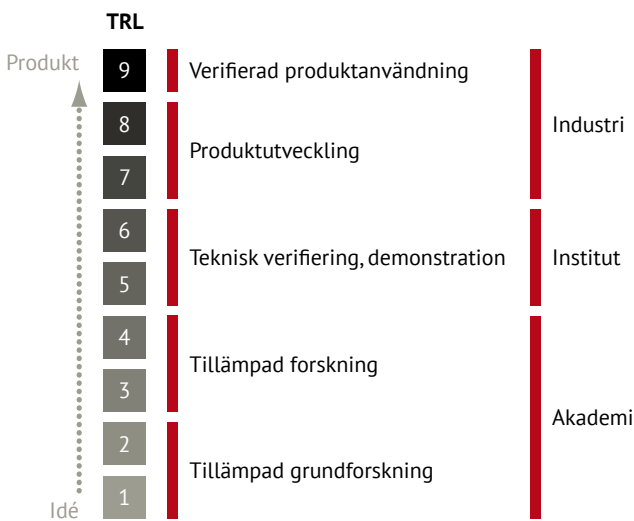 TRL
Produkt
9
Verifierad produktanvändning
8
Industri
Produktutveckling
7
6
Teknisk verifiering, demonstration
Institut
5
4
Tillämpad forskning
3
Akademi
2
Tillämpad grundforskning
1
Idé